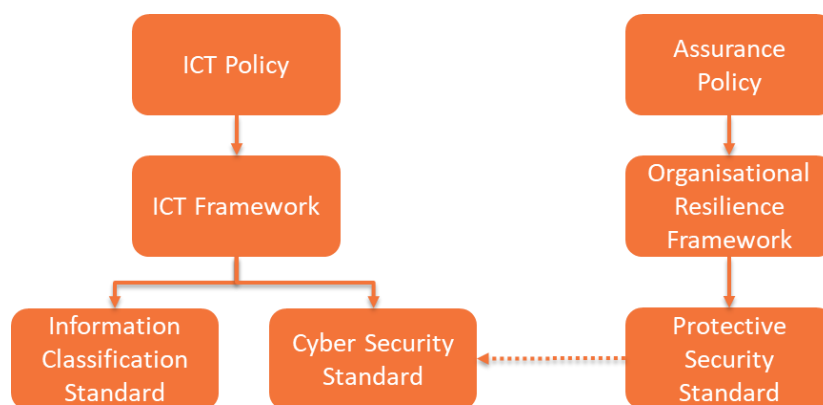 ICT Policy
Assurance
Policy
ICT Framework
Organisational
Resilience
Framework
Information
Classification
Standard
Cyber Security
Standard
Protective
Security
Standard